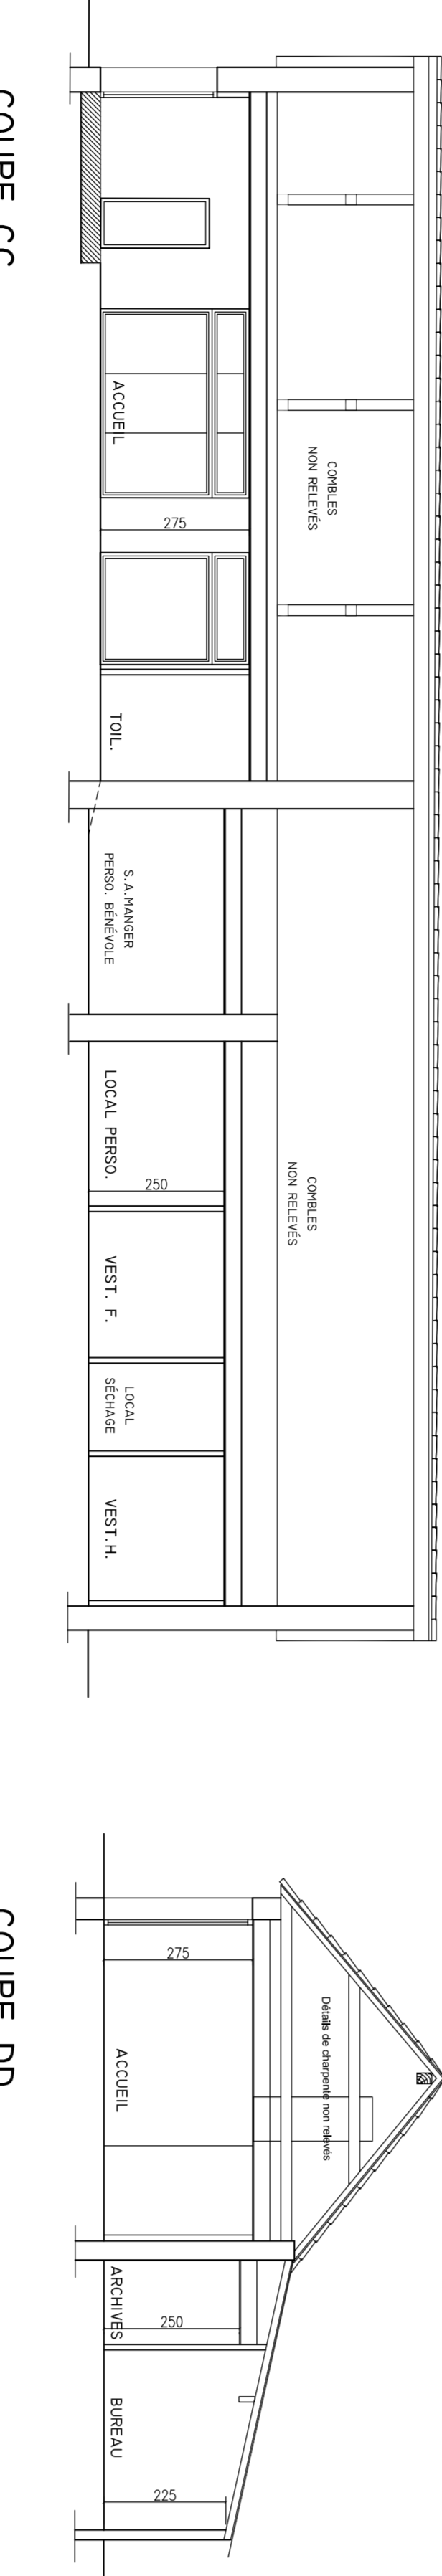 COUPE CC
ACCUEIL
275
COMBLES
NON RELEVÉS
TOIL.
S.A.MANGER
PERSO. BÉNÉVOLE
LOCAL PERSO.
250
COMBLES
NON RELEVÉS
VEST. F.
LOCAL
SÉCHAGE
VEST.H.
COUPE DD
275
ACCUEIL
Détails de charpente non relevés
ARCHIVES
250
BUREAU
225